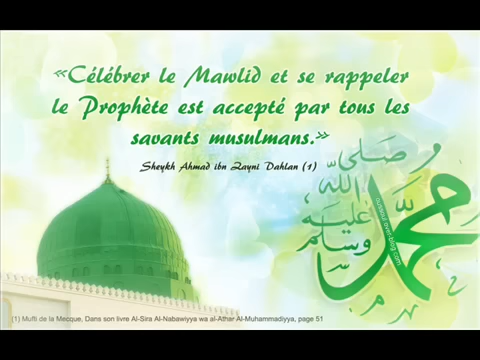 «Célébrer le Mawlid et se rappeler
le Prophète est accepté par tous les
savants musulmans.»
Sheykh Ahmad ibn Zayni Dahlan (1)
صلى
الله
عليه
وسلم
محمد
(1) Mufti de la Mecque, Dans son livre Al-Sira Al-Nabawiyya wa al-Athar Al-Muhammadiyya, page 51